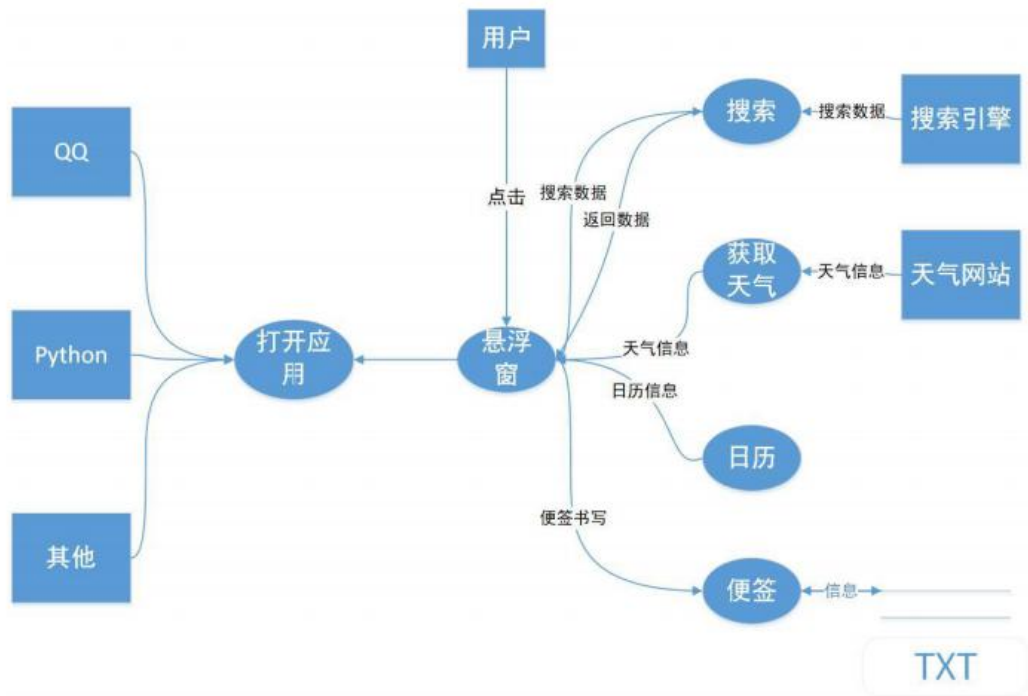 用户
搜索
搜索数据
搜索引擎
QQ
点击
搜索数据
返回数据
获取
天气
天气信息
天气网站
Python
打开应
用
悬浮
窗
天气信息
日历信息
日历
其他
便签书写
便签
信息
TXT